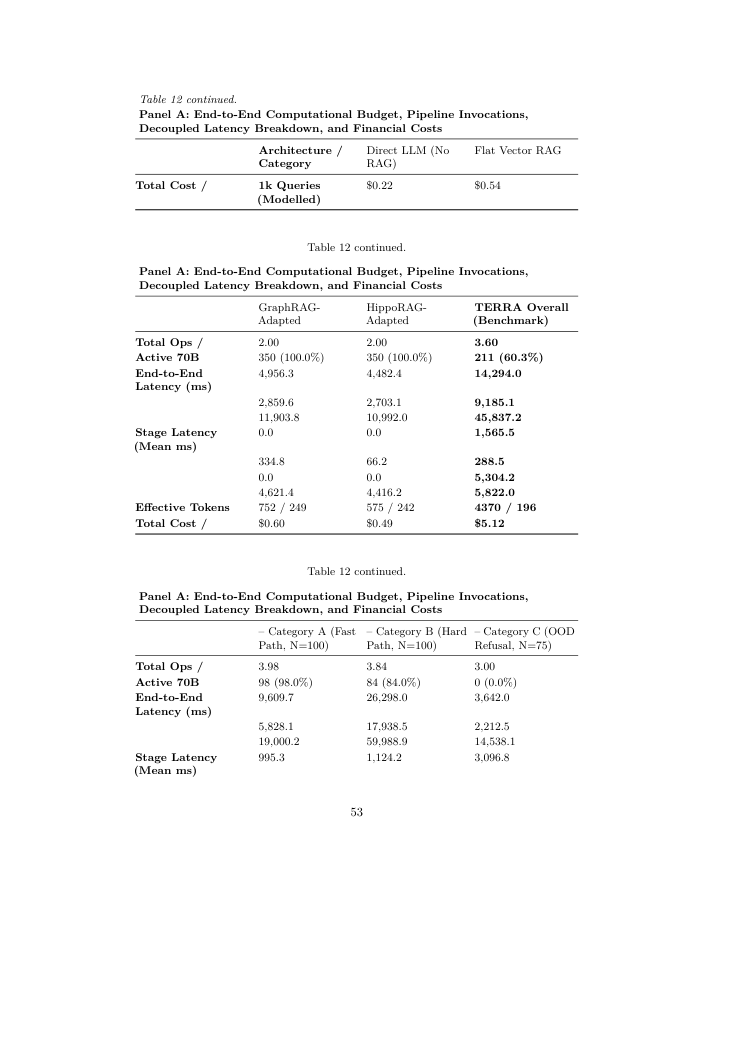 Table 12 continued.
Panel A: End-to-End Computational Budget, Pipeline Invocations,
Decoupled Latency Breakdown, and Financial Costs
Architecture / Direct LLM (No Flat Vector RAG
Category RAG)
Total Cost / 1k Queries $0.22 $0.54
(Modelled)
Table 12 continued.
Panel A: End-to-End Computational Budget, Pipeline Invocations,
Decoupled Latency Breakdown, and Financial Costs
GraphRAG- HippoRAG- TERRA Overall
Adapted Adapted (Benchmark)
Total Ops / 2.00 2.00 3.60
Active 70B 350 (100.0%) 350 (100.0%) 211 (60.3%)
End-to-End 4,956.3 4,482.4 14,294.0
Latency (ms)
2,859.6 2,703.1 9,185.1
11,903.8 10,992.0 45,837.2
Stage Latency 0.0 0.0 1,565.5
(Mean ms)
334.8 66.2 288.5
0.0 0.0 5,304.2
4,621.4 4,416.2 5,822.0
Effective Tokens 752 / 249 575 / 242 4370 / 196
Total Cost / $0.60 $0.49 $5.12
Table 12 continued.
Panel A: End-to-End Computational Budget, Pipeline Invocations,
Decoupled Latency Breakdown, and Financial Costs
– Category A (Fast – Category B (Hard – Category C (OOD
Path, N=100) Path, N=100) Refusal, N=75)
Total Ops / 3.98 3.84 3.00
Active 70B 98 (98.0%) 84 (84.0%) 0 (0.0%)
End-to-End 9,609.7 26,298.0 3,642.0
Latency (ms)
5,828.1 17,938.5 2,212.5
19,000.2 59,988.9 14,538.1
Stage Latency 995.3 1,124.2 3,096.8
(Mean ms)
53